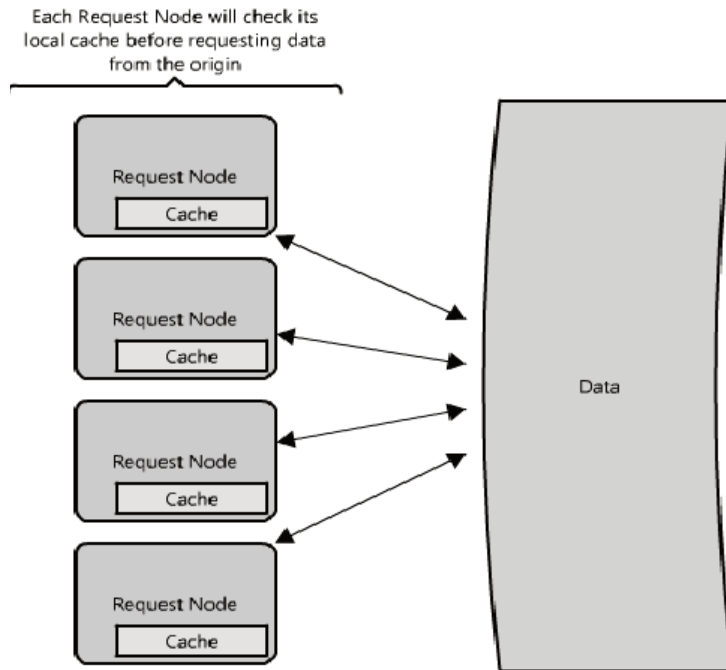 Each Request Node will check its
local cache before requesting data
from the origin
Request Node
Cache
Request Node
Cache
Request Node
Cache
Request Node
Cache
Data